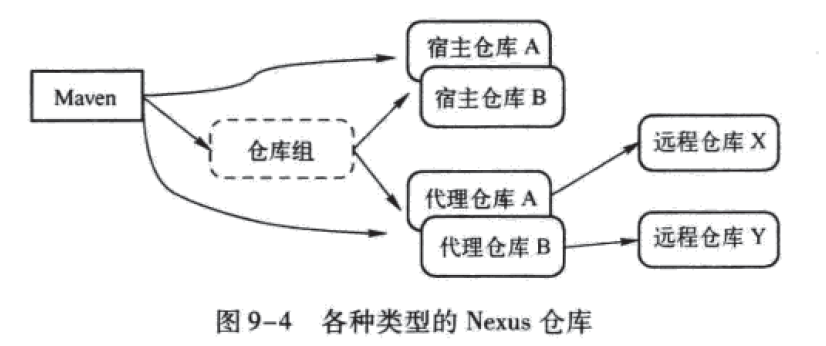 宿主仓库 A
宿主仓库 B
Maven
仓库组
远程仓库 X
代理仓库 A
代理仓库 B
远程仓库 Y
图 9-4 各种类型的 Nexus 仓库